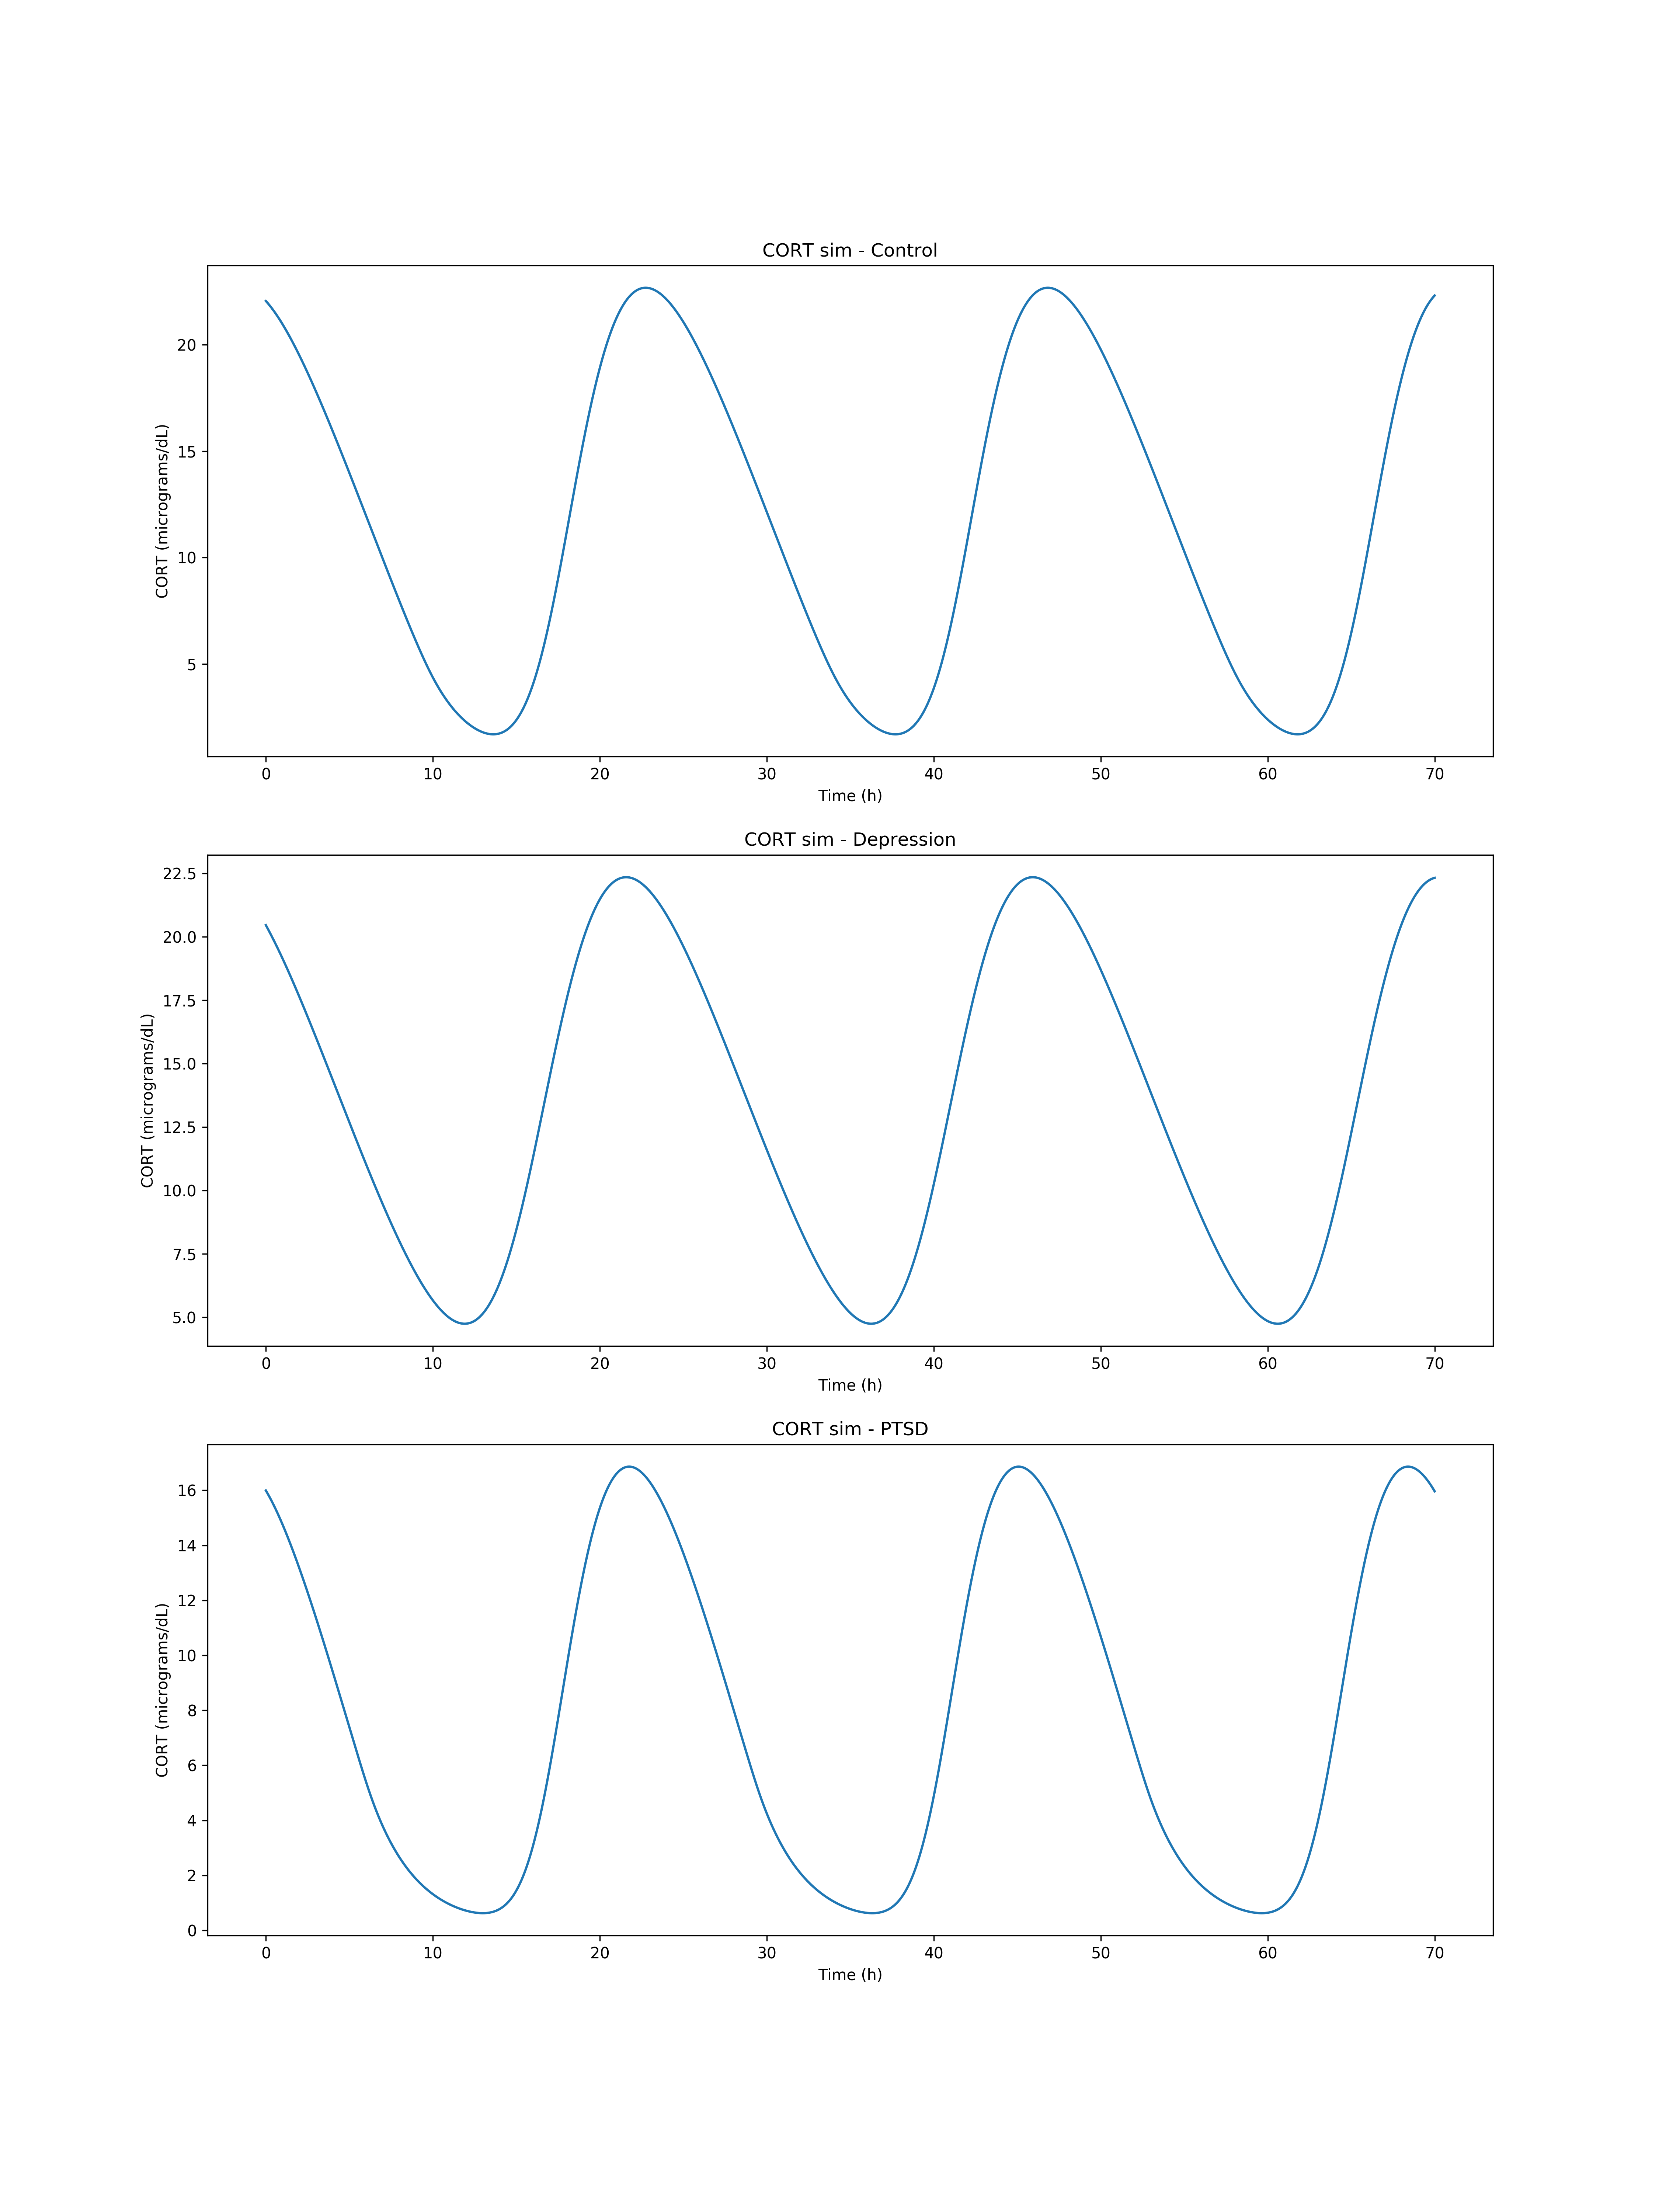 CORT sim - Control
20
15
10
5
CORT (micrograms/dL)
0 10 20 30 40 50 60 70
Time (h)
CORT sim - Depression
22.5
20.0
17.5
15.0
12.5
10.0
7.5
5.0
CORT (micrograms/dL)
0 10 20 30 40 50 60 70
Time (h)
CORT sim - PTSD
16
14
12
10
8
6
4
2
0
CORT (micrograms/dL)
0 10 20 30 40 50 60 70
Time (h)